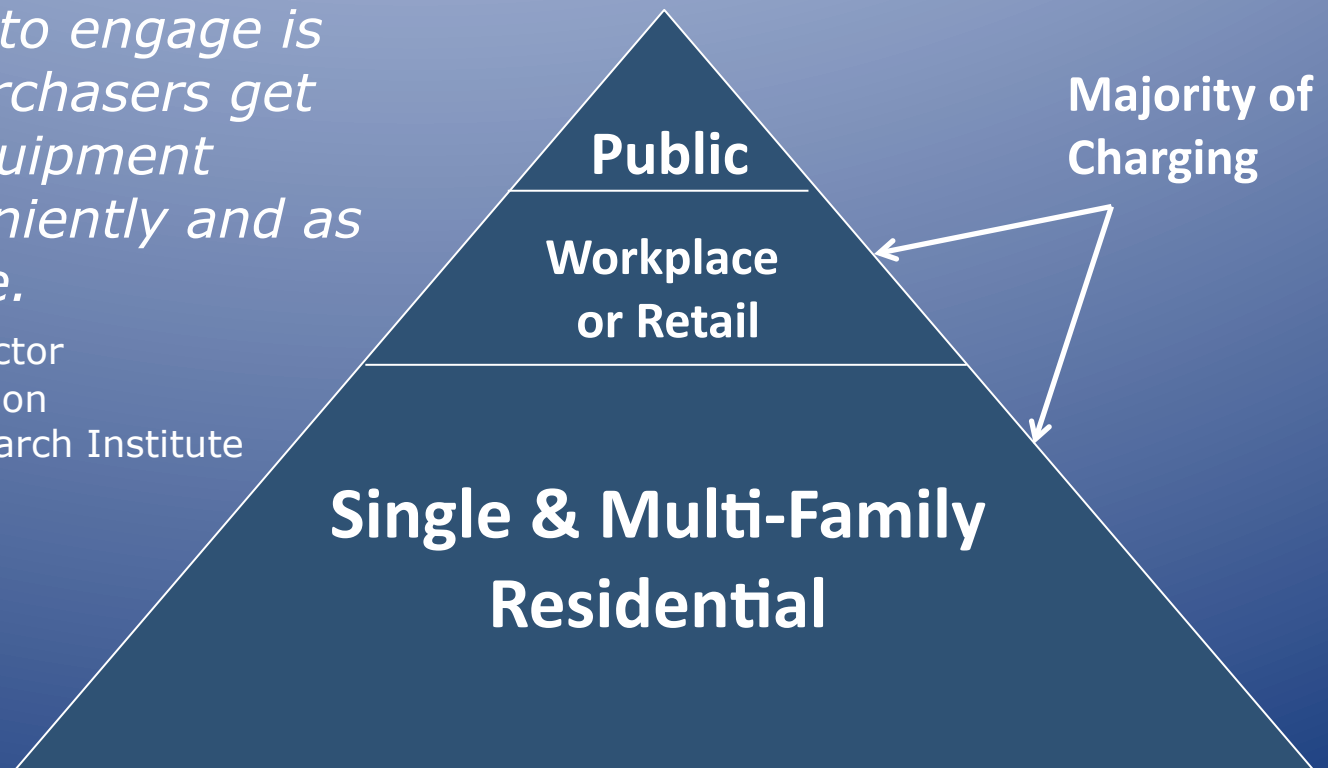 to engage is
rchasers get
uipment
niently and as
e.
ctor
on
arch Institute
Public
Workplace
or Retail
Single & Multi-Family
Residential
Majority of
Charging